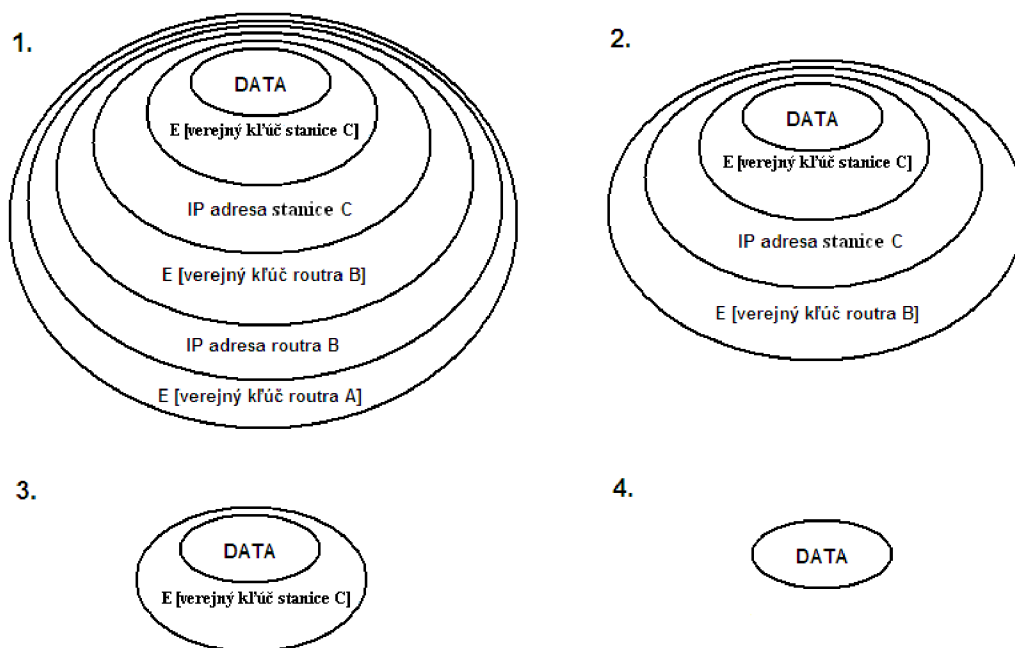 1.
DATA
E [verejný kľúč stanice C]
IP adresa stanice C
E [verejný kľúč routra B]
IP adresa routra B
E [verejný kľúč routra A]
2.
DATA
E [verejný kľúč stanice C]
IP adresa stanice C
E [verejný kľúč routra B]
3.
DATA
E [verejný kľúč stanice C]
4.
DATA